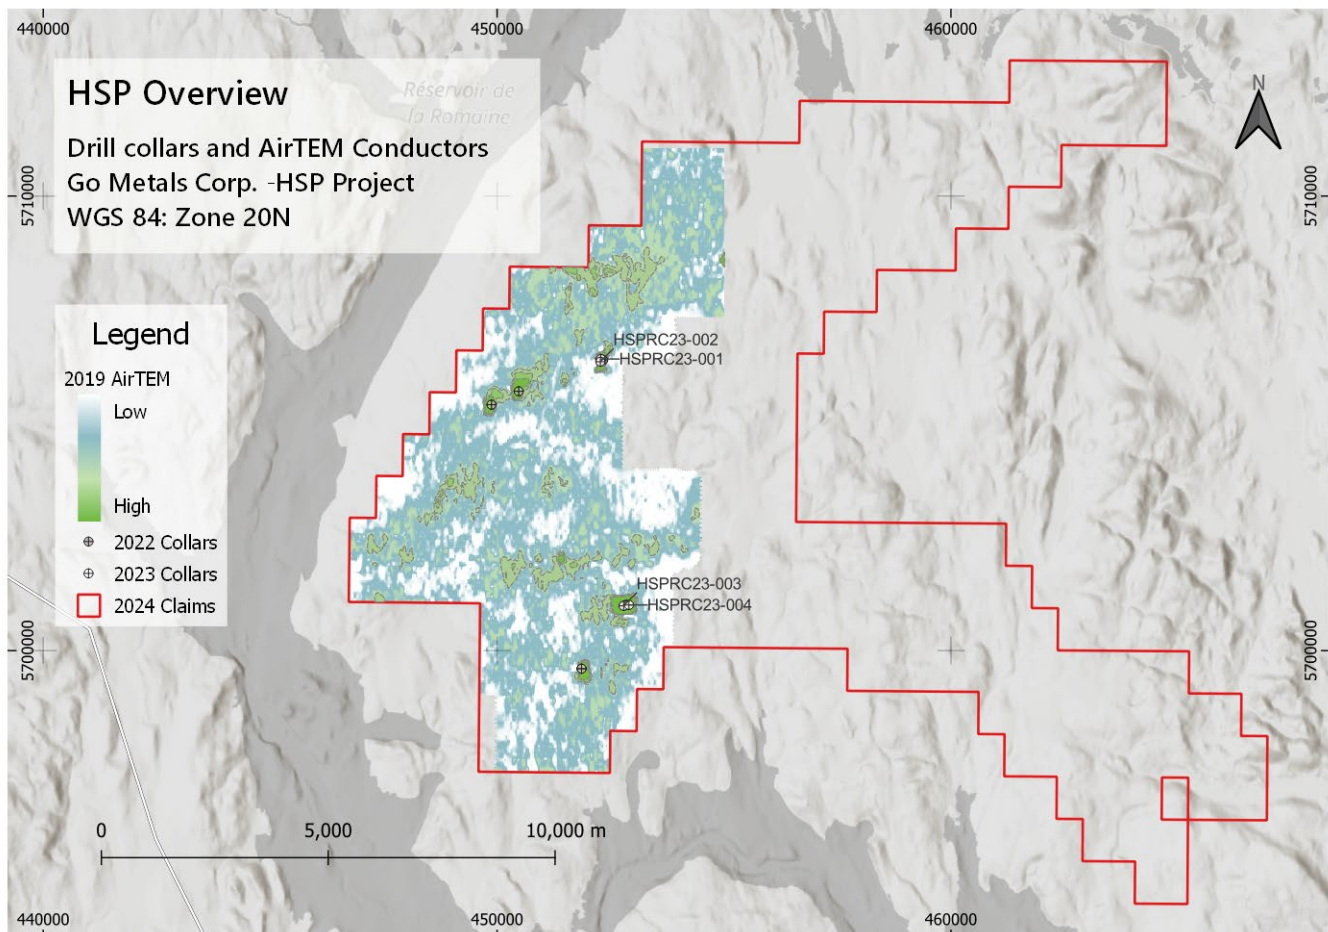 440000
450000
460000
HSP Overview
Drill collars and AirTEM Conductors
Go Metals Corp. -HSP Project
WGS 84: Zone 20N
Réservoir de
la Romaine
N
5710000
5710000
Legend
2019 AirTEM
Low
High
2022 Collars
2023 Collars
2024 Claims
HSPRC23-002
HSPRC23-001
HSPRC23-003
HSPRC23-004
5700000
5700000
0 5,000 10,000 m
440000
450000
460000